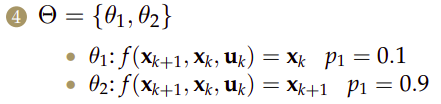 4 Θ = {θ₁, θ₂}
• θ₁: f(xₖ₊₁, xₖ, uₖ) = xₖ p₁ = 0.1
• θ₂: f(xₖ₊₁, xₖ, uₖ) = xₖ₊₁ p₁ = 0.9